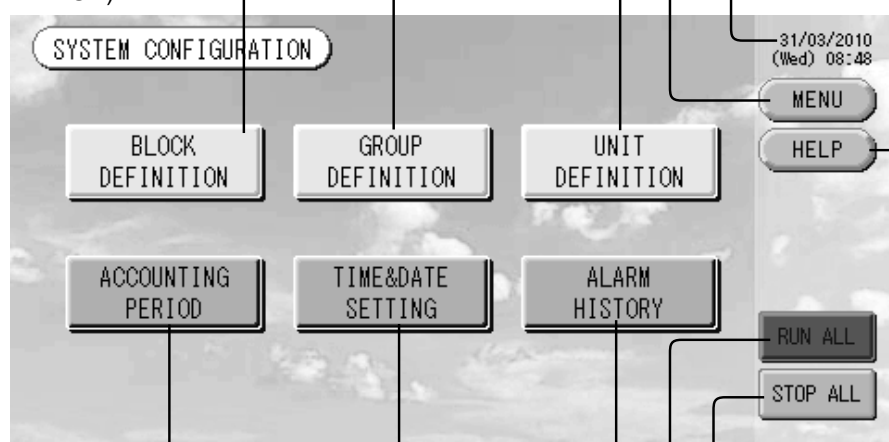 SYSTEM CONFIGURATION
31/03/2010
(Wed) 08:48
MENU
HELP
BLOCK
DEFINITION
GROUP
DEFINITION
UNIT
DEFINITION
ACCOUNTING
PERIOD
TIME&DATE
SETTING
ALARM
HISTORY
RUN ALL
STOP ALL